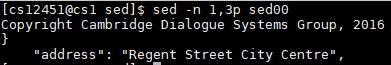 [cs12451@cs1 sed]$ sed -n 1,3p sed00
Copyright Cambridge Dialogue Systems Group, 2016
}
    "address": "Regent Street City Centre",